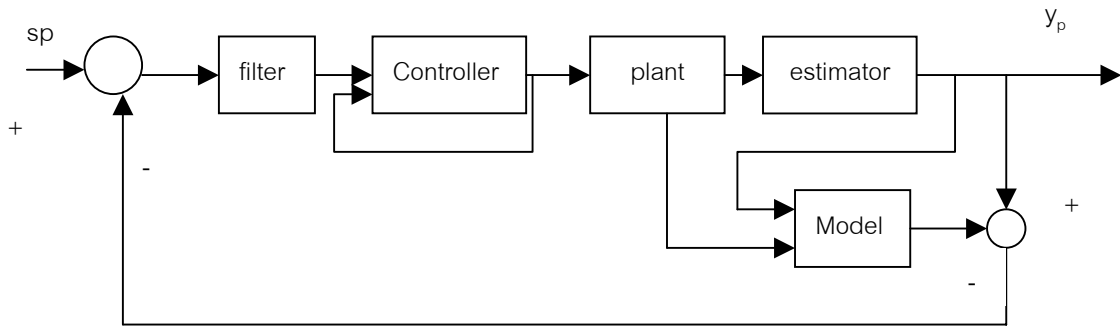 sp
y_p
filter
Controller
plant
estimator
+
-
Model
+
-